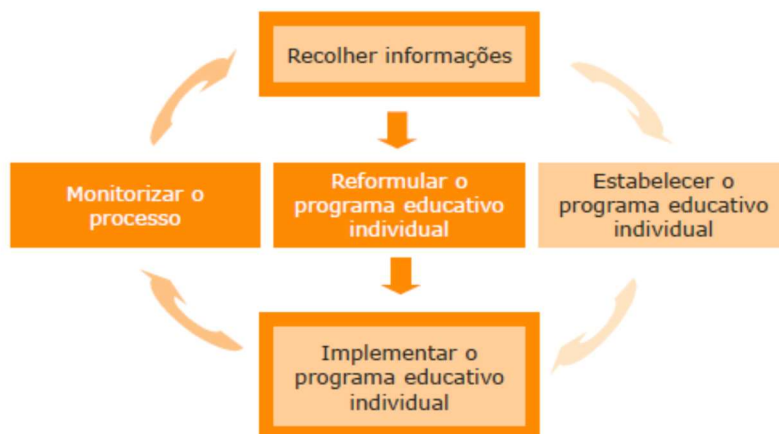 Recolher informações
Monitorizar o
processo
Reformular o
programa educativo
individual
Estabelecer o
programa educativo
individual
Implementar o
programa educativo
individual